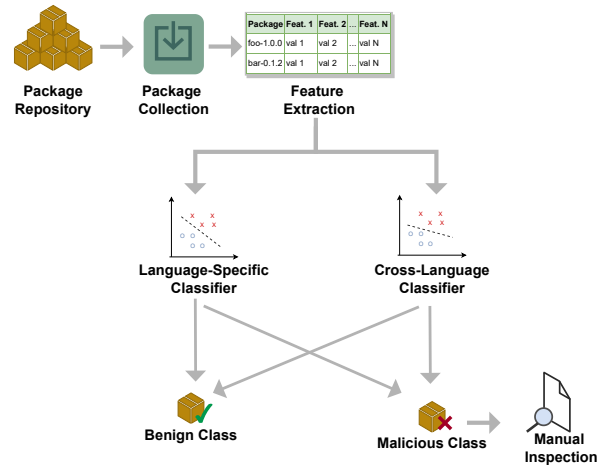 Package Feat. 1 Feat. 2 ... Feat. N
foo-1.0.0 val 1 val 2 ... val N
bar-0.1.2 val 1 val 2 ... val N
Package
Repository
Package
Collection
Feature
Extraction
x x
x x
x x
x x
Language-Specific
Classifier
Cross-Language
Classifier
Benign Class
Malicious Class
Manual
Inspection